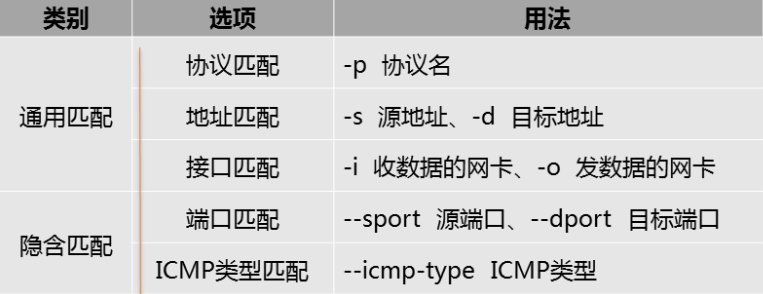 类别 选项 用法
通用匹配
协议匹配 -p 协议名
地址匹配 -s 源地址、-d 目标地址
接口匹配 -i 收数据的网卡、-o 发数据的网卡
隐含匹配
端口匹配 --sport 源端口、--dport 目标端口
ICMP类型匹配 --icmp-type ICMP类型